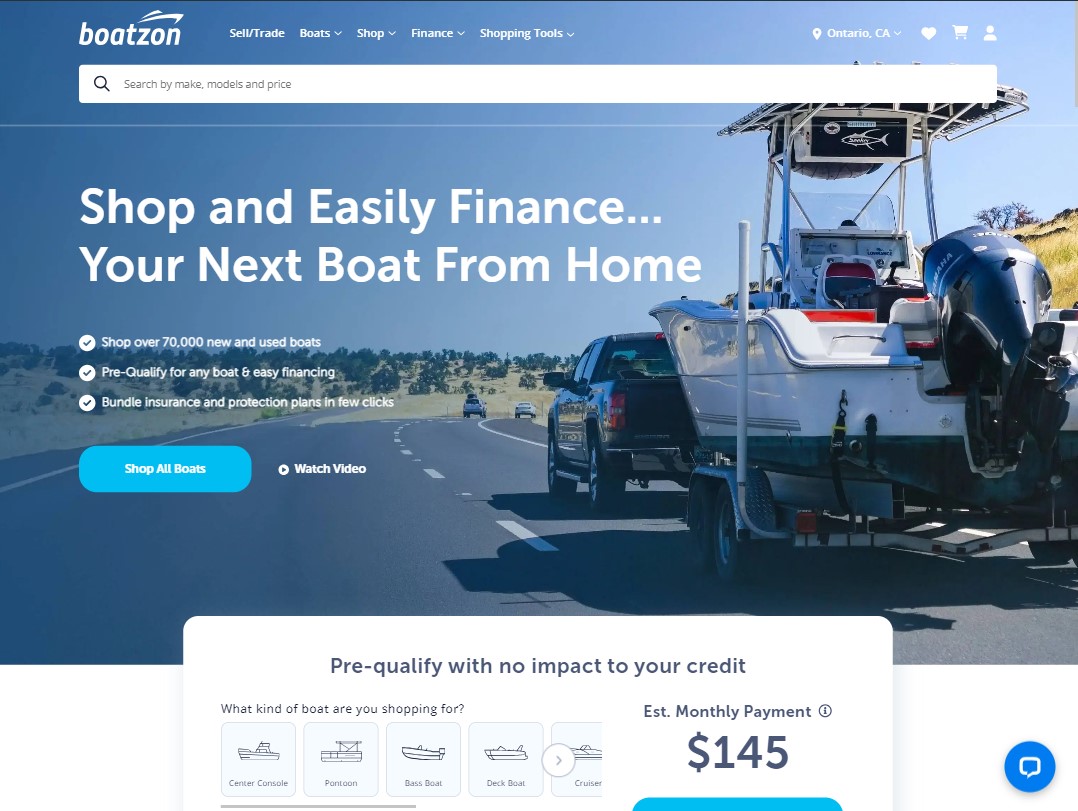 boatzon
Sell/Trade Boats Shop Finance Shopping Tools Ontario, CA
Search by make, models and price
Shop and Easily Finance...
Your Next Boat From Home
Shop over 70,000 new and used boats
Pre-Qualify for any boat & easy financing
Bundle insurance and protection plans in few clicks
Shop All Boats Watch Video
YAMAHA
Pre-qualify with no impact to your credit
What kind of boat are you shopping for?
Center Console Pontoon Bass Boat Deck Boat Cruiser
Est. Monthly Payment
$145